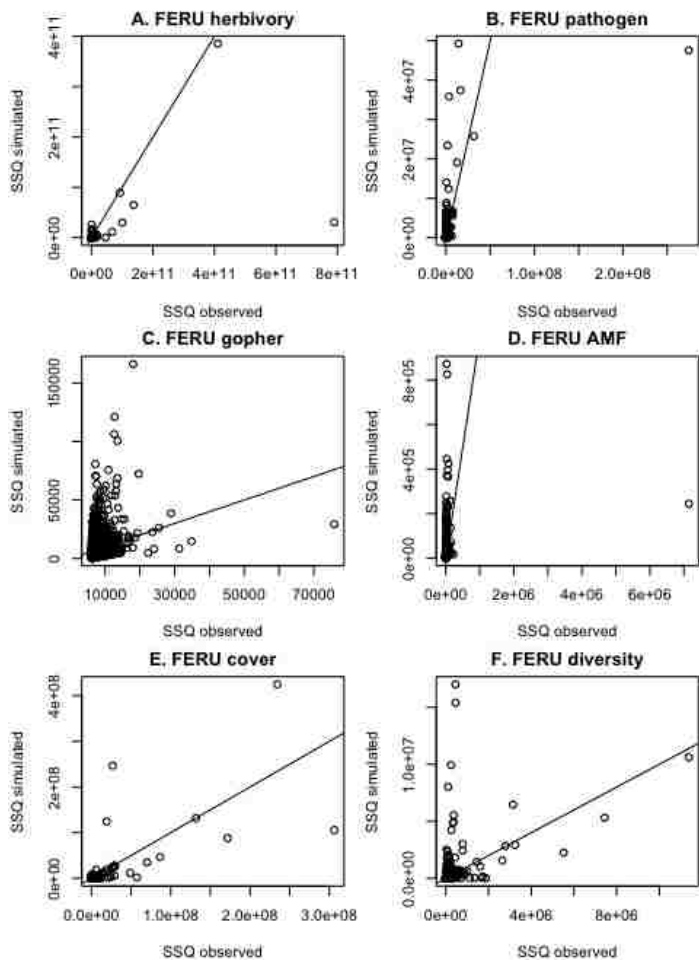 A. FERU herbivory
SSQ simulated
0e+00 2e+11 4e+11
0e+00 2e+11 4e+11 6e+11 8e+11
SSQ observed
B. FERU pathogen
SSQ simulated
0e+00 2e+07 4e+07
0.0e+00 1.0e+08 2.0e+08
SSQ observed
C. FERU gopher
SSQ simulated
0 50000 150000
10000 30000 50000 70000
SSQ observed
D. FERU AMF
SSQ simulated
0e+00 4e+05 8e+05
0e+00 2e+06 4e+06 6e+06
SSQ observed
E. FERU cover
SSQ simulated
0e+00 2e+08 4e+08
0.0e+00 1.0e+08 2.0e+08 3.0e+08
SSQ observed
F. FERU diversity
SSQ simulated
0.0e+00 1.0e+07
0e+00 4e+06 8e+06
SSQ observed